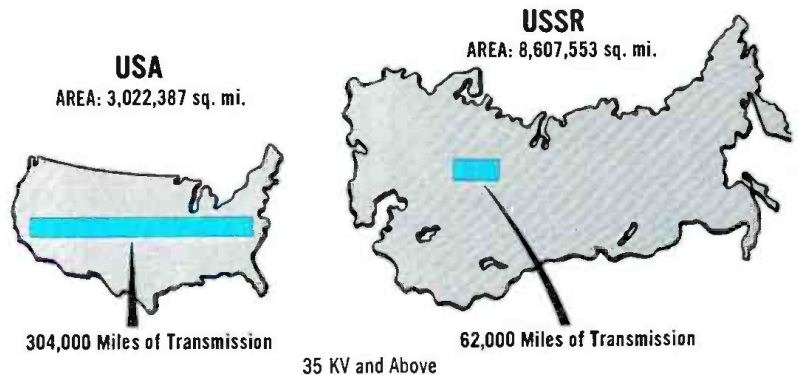 USA
AREA: 3,022,387 sq. mi.
USSR
AREA: 8,607,553 sq. mi.
304,000 Miles of Transmission
62,000 Miles of Transmission
35 KV and Above